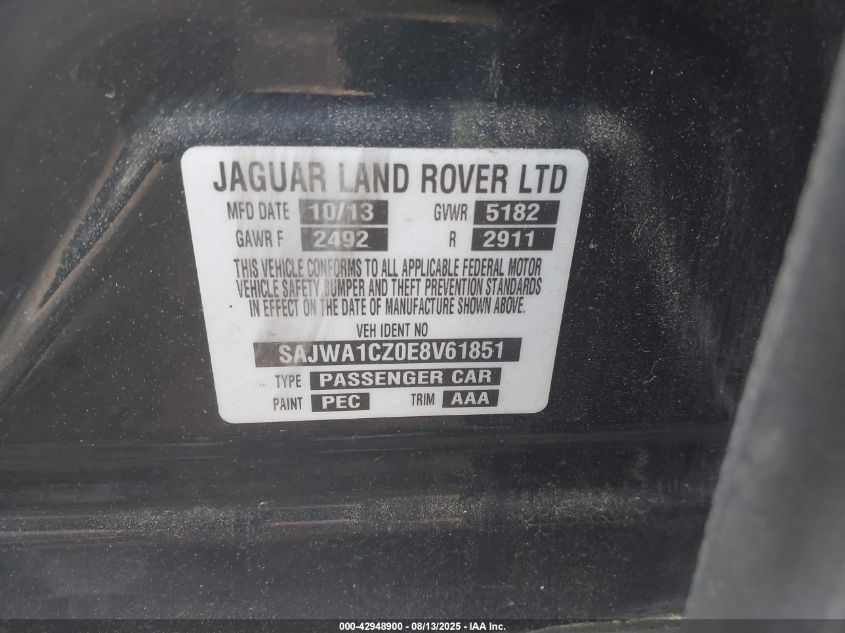 JAGUAR LAND ROVER LTD
MFD DATE 10/13 GVWR 5182
GAWR F 2492 R 2911
THIS VEHICLE CONFORMS TO ALL APPLICABLE FEDERAL MOTOR
VEHICLE SAFETY BUMPER AND THEFT PREVENTION STANDARDS
IN EFFECT ON THE DATE OF MANUFACTURE SHOWN ABOVE.
VEH IDENT NO
SAJWA1CZ0E8V61851
TYPE PASSENGER CAR
PAINT PEC TRIM AAA
000-42948900 - 08/13/2025 - IAA Inc.